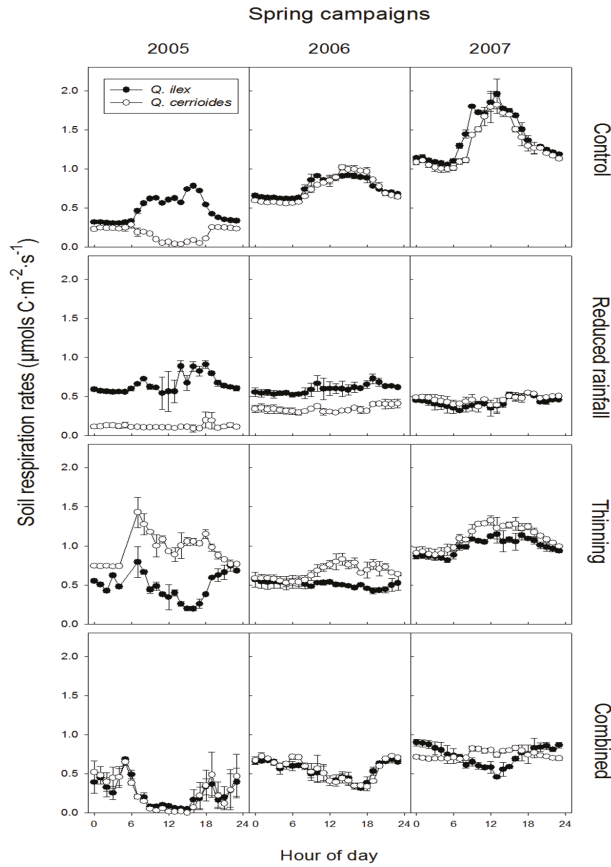 Spring campaigns
2005 2006 2007
Q. ilex
Q. cerrioides
2.0
1.5
1.0
0.5
0.0
Control
2.0
1.5
1.0
0.5
0.0
Reduced rainfall
2.0
1.5
1.0
0.5
0.0
Thinning
2.0
1.5
1.0
0.5
0.0
Combined
Soil respiration rates (µmols C·m⁻²·s⁻¹)
0 6 12 18 24 0 6 12 18 24 0 6 12 18 24
Hour of day